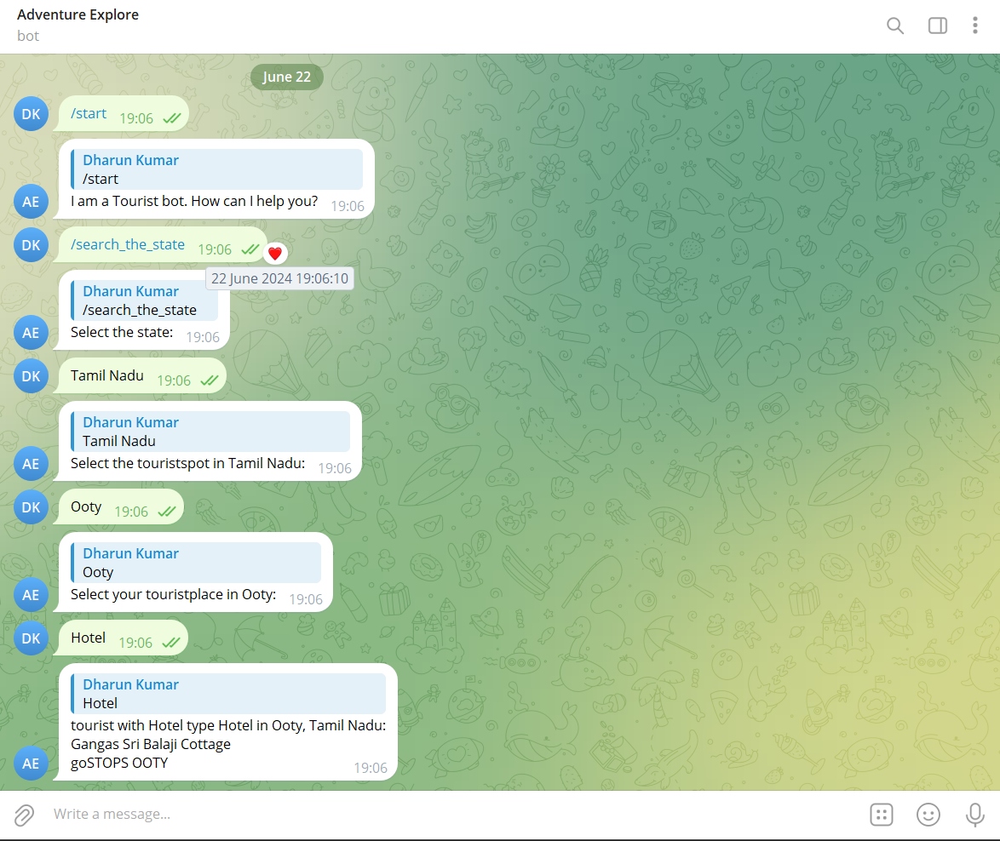 Adventure Explore
bot
June 22
DK
/start 19:06
Dharun Kumar
/start
AE
I am a Tourist bot. How can I help you? 19:06
DK
/search_the_state 19:06
22 June 2024 19:06:10
Dharun Kumar
/search_the_state
AE
Select the state: 19:06
DK
Tamil Nadu 19:06
Dharun Kumar
Tamil Nadu
AE
Select the touristspot in Tamil Nadu: 19:06
DK
Ooty 19:06
Dharun Kumar
Ooty
AE
Select your touristplace in Ooty: 19:06
DK
Hotel 19:06
Dharun Kumar
Hotel
tourist with Hotel type Hotel in Ooty, Tamil Nadu:
Gangas Sri Balaji Cottage
AE
goSTOPS OOTY 19:06
Write a message...